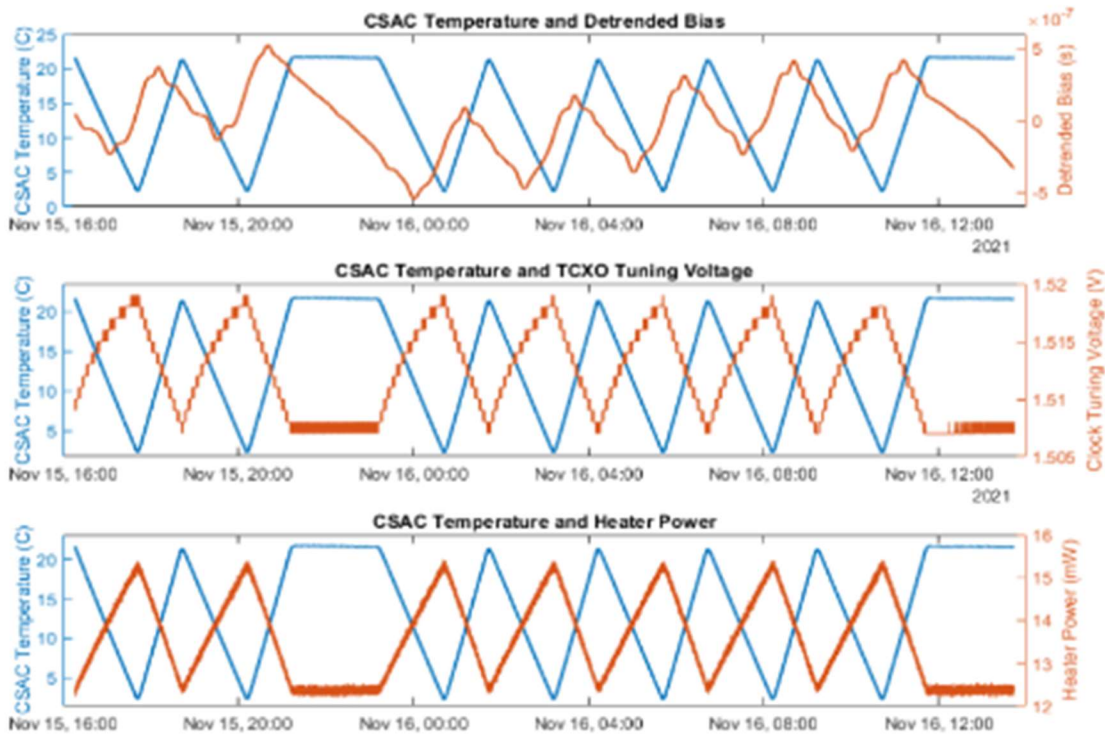 CSAC Temperature and Detrended Bias
×10⁻⁷
CSAC Temperature (C)
25
20
15
10
5
0
5
0
-5
Detrended Bias (s)
Nov 15, 16:00 Nov 15, 20:00 Nov 16, 00:00 Nov 16, 04:00 Nov 16, 08:00 Nov 16, 12:00
2021
CSAC Temperature and TCXO Tuning Voltage
CSAC Temperature (C)
20
15
10
5
1.52
1.515
1.51
1.505
Clock Tuning Voltage (V)
Nov 15, 16:00 Nov 15, 20:00 Nov 16, 00:00 Nov 16, 04:00 Nov 16, 08:00 Nov 16, 12:00
2021
CSAC Temperature and Heater Power
CSAC Temperature (C)
20
15
10
5
16
15
14
13
12
Heater Power (mW)
Nov 15, 16:00 Nov 15, 20:00 Nov 16, 00:00 Nov 16, 04:00 Nov 16, 08:00 Nov 16, 12:00